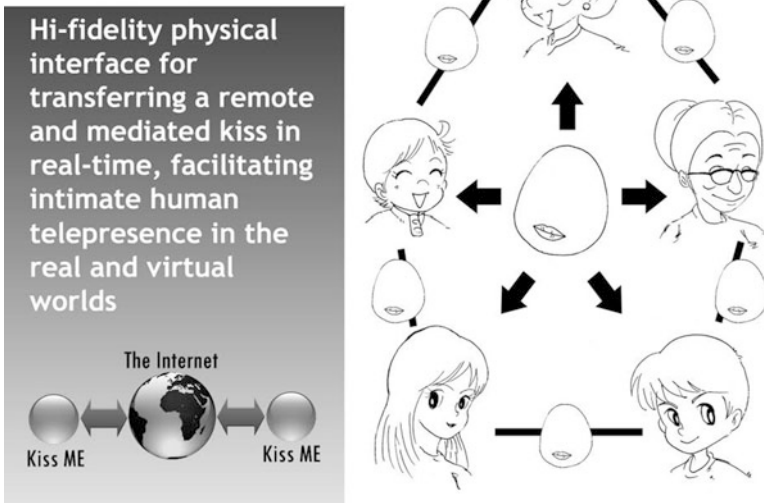 Hi-fidelity physical
interface for
transferring a remote
and mediated kiss in
real-time, facilitating
intimate human
telepresence in the
real and virtual
worlds
The Internet
Kiss ME
Kiss ME